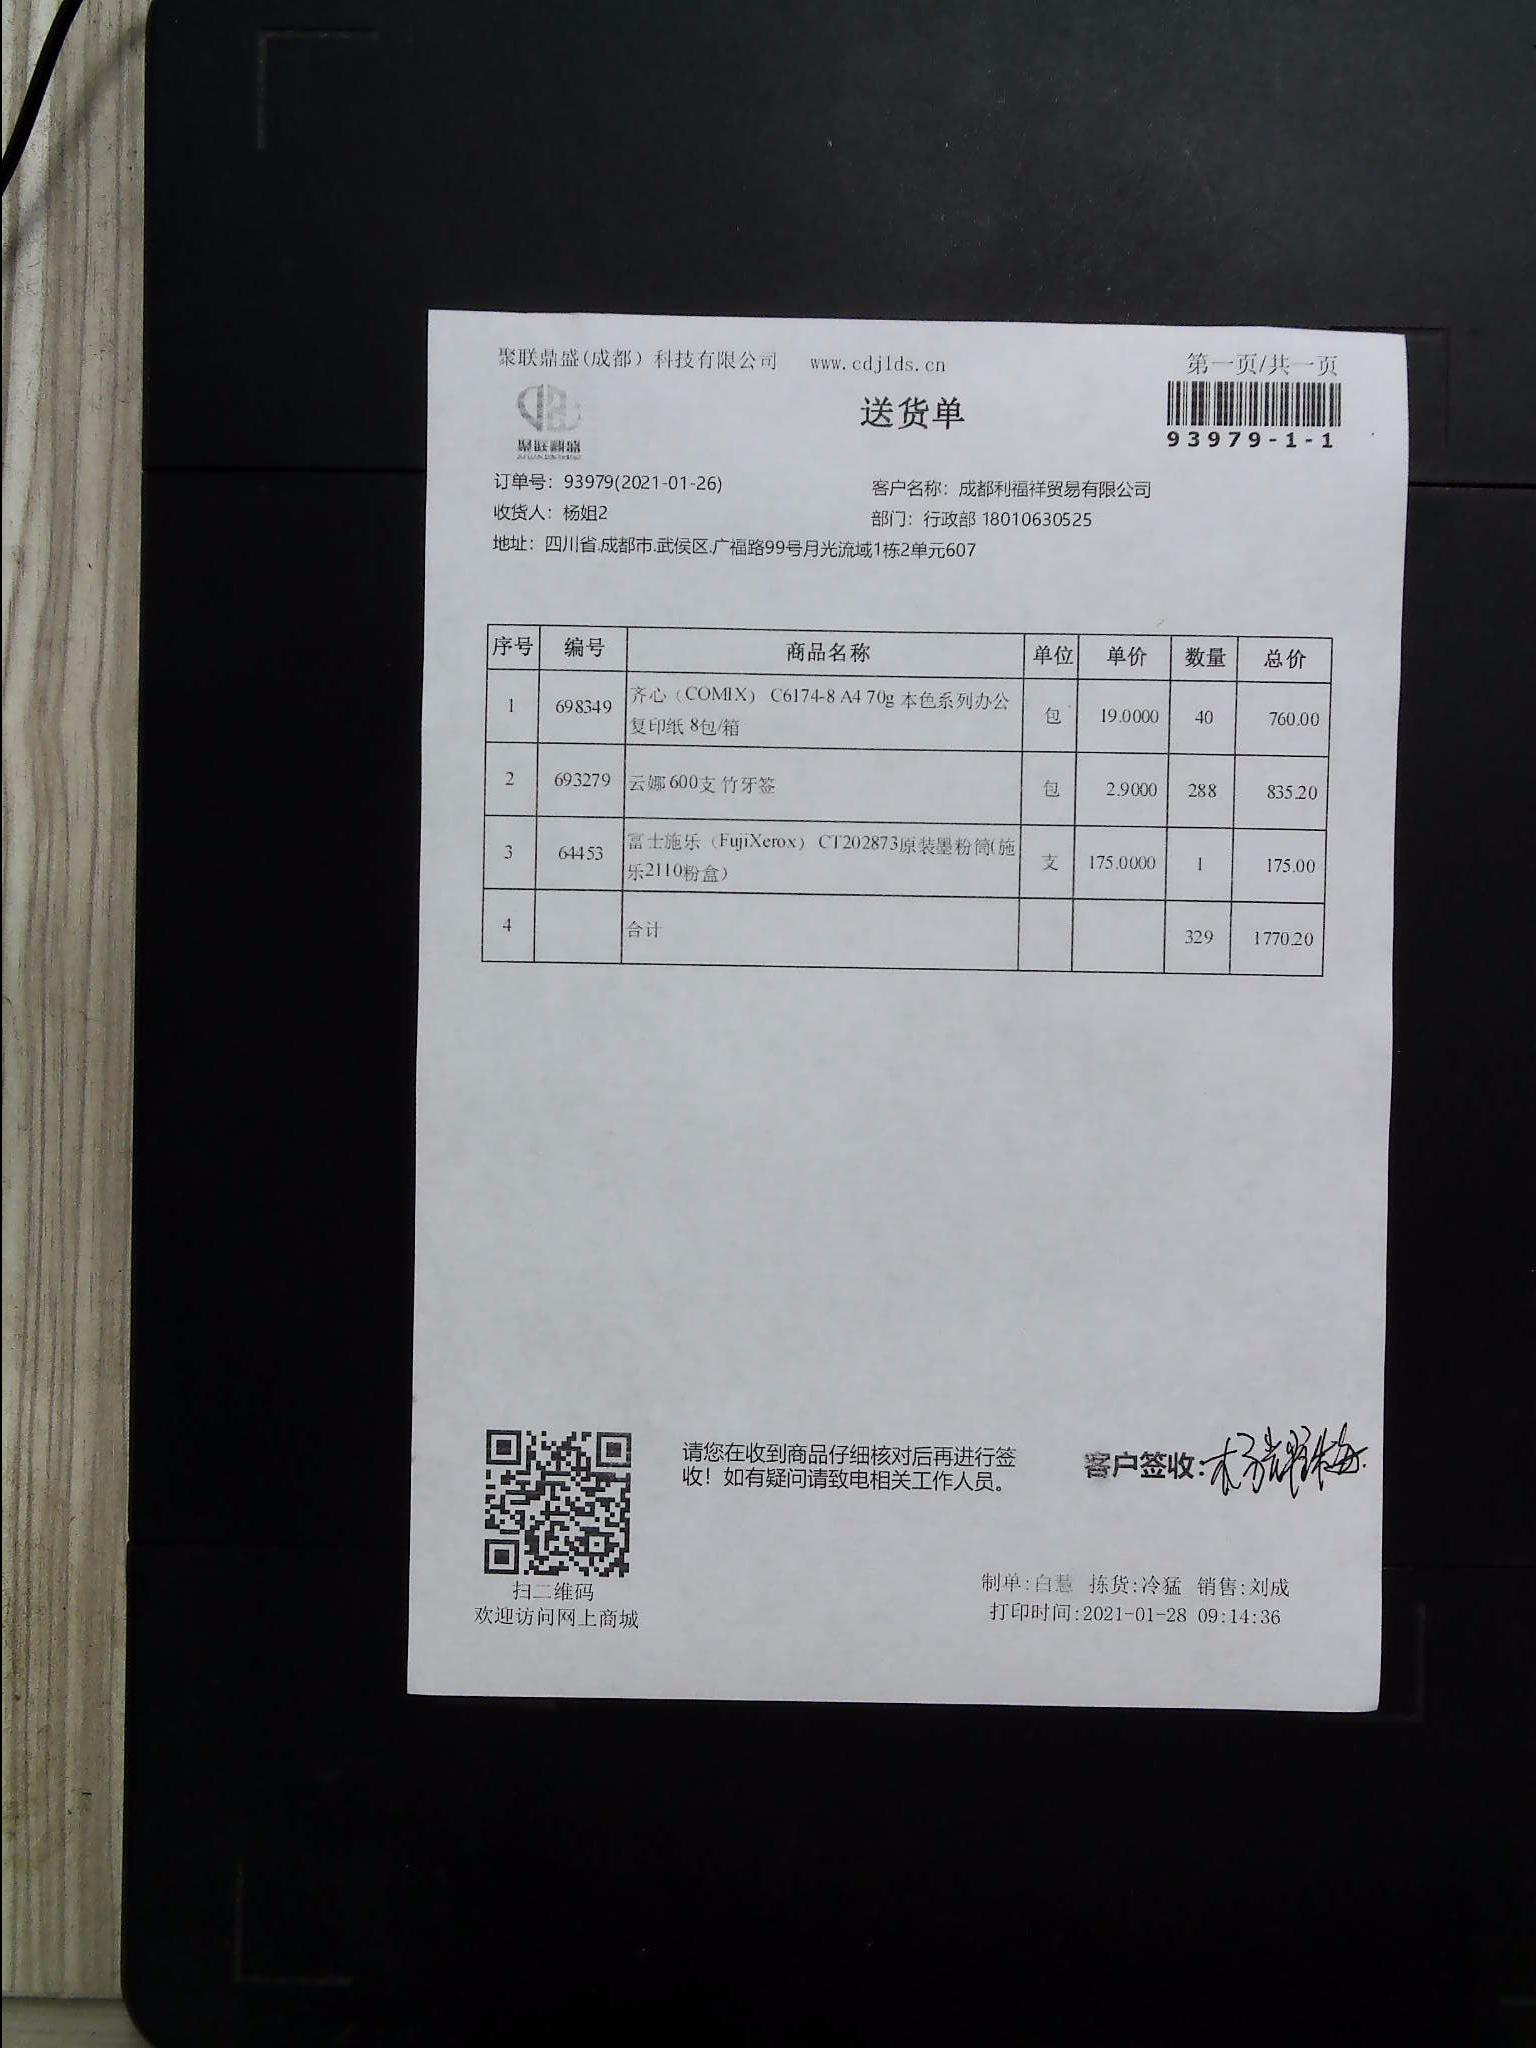 聚联鼎盛(成都)科技有限公司 www.cdjlds.cn
第一页/共一页
送货单
93979-1-1
订单号：93979(2021-01-26)
客户名称：成都利福祥贸易有限公司
收货人：杨姐2
部门：行政部 18010630525
地址：四川省.成都市.武侯区.广福路99号月光流域1栋2单元607
序号 编号 商品名称 单位 单价 数量 总价
1 698349 齐心（COMIX） C6174-8 A4 70g 本色系列办公
复印纸 8包/箱 包 19.0000 40 760.00
2 693279 云娜 600支 竹牙签 包 2.9000 288 835.20
3 64453 富士施乐（FujiXerox） CT202873原装墨粉筒(施
乐2110粉盒） 支 175.0000 1 175.00
4 合计 329 1770.20
请您在收到商品仔细核对后再进行签
收！如有疑问请致电相关工作人员。
客户签收：
扫二维码
欢迎访问网上商城
制单:白慧 拣货:冷猛 销售:刘成
打印时间:2021-01-28 09:14:36